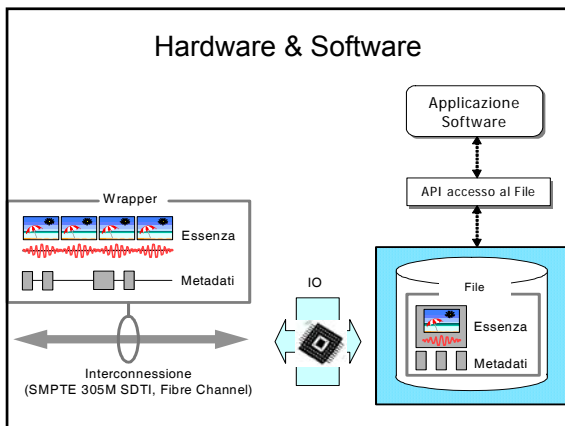 Hardware & Software
Applicazione
Software
API accesso al File
Wrapper
Essenza
Metadati
IO
File
Essenza
Metadati
Interconnessione
(SMPTE 305M SDTI, Fibre Channel)